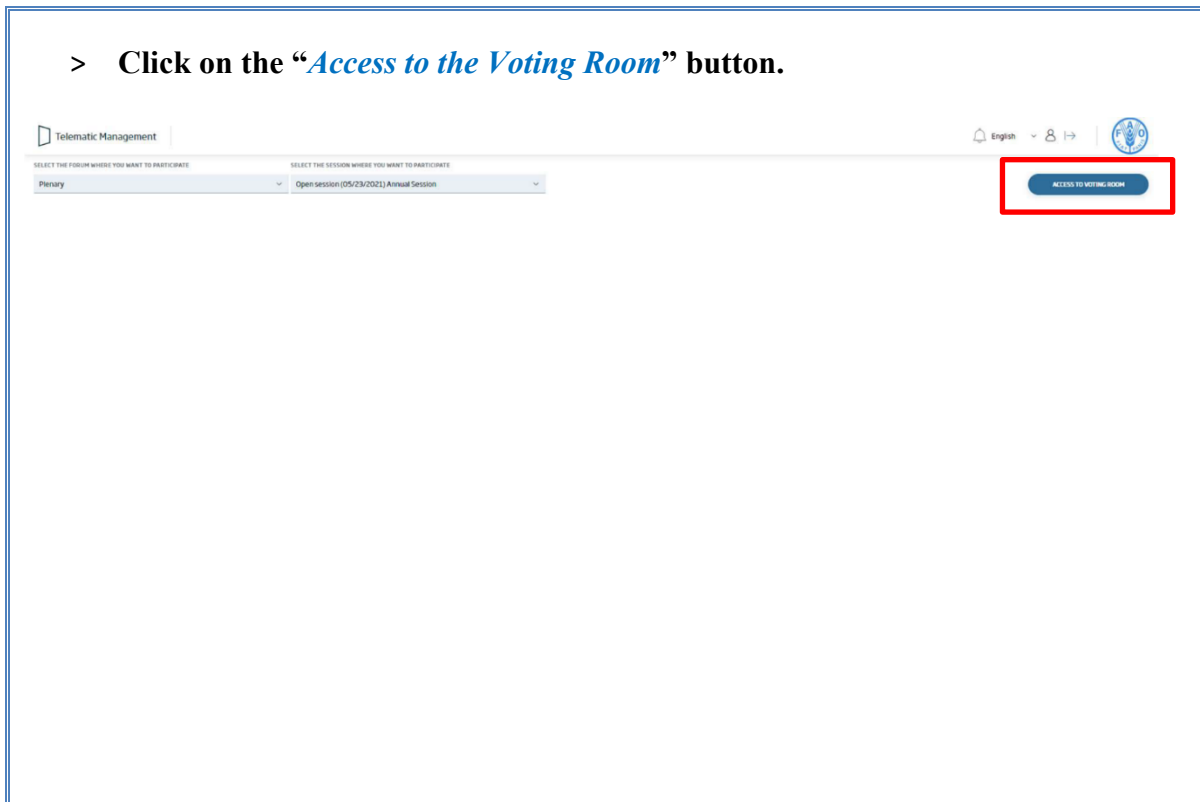 > Click on the “Access to the Voting Room” button.
Telematic Management
English
F A O
SELECT THE FORUM WHERE YOU WANT TO PARTICIPATE
SELECT THE SESSION WHERE YOU WANT TO PARTICIPATE
Plenary
Open session (05/23/2021) Annual Session
ACCESS TO VOTING ROOM